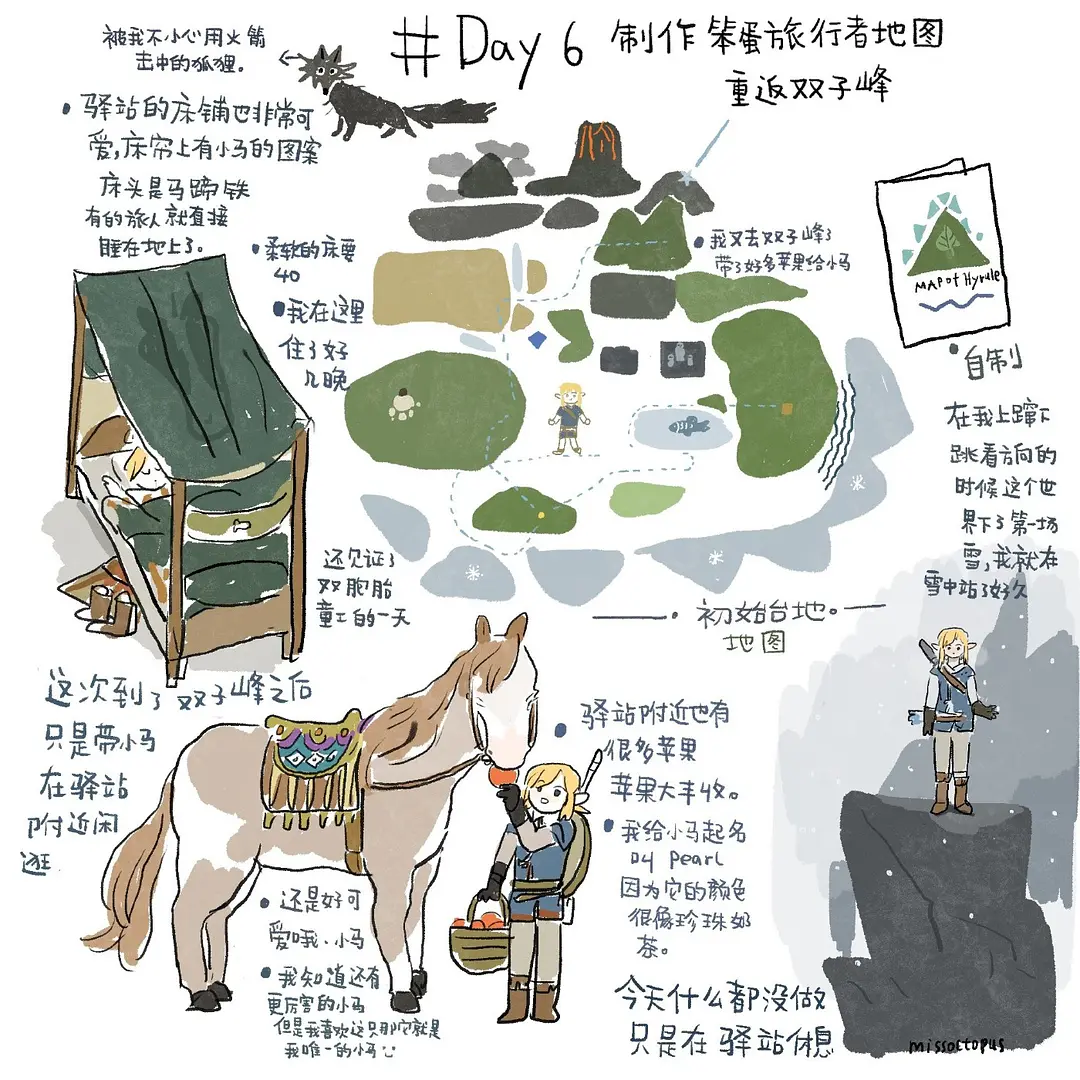 #Day 6 制作笨蛋旅行者地图
重返双子峰
被我不小心用火箭
击中的狐狸。
• 驿站的床铺也非常可
爱,床帘上有小马的图案
床头是马蹄铁
有的旅人就直接
睡在地上了。
• 柔软的床要
40
• 我在这里
住了好
几晚
• 我又去双子峰了
带了好多苹果给小马
MAP of Hyrule
• 自制
在我上蹿下
跳看方向的
时候这个世
界下了第一场
雪,我就在
雪中站了好久
还见证了
双胞胎
童工的一天
初始台地。
地图
这次到了双子峰之后
只是带小马
在驿站
附近闲
逛
• 驿站附近也有
很多苹果
苹果大丰收。
• 我给小马起名
叫 Pearl
因为它的颜色
很像珍珠奶
茶。
• 还是好可
爱哦、小马
• 我知道还有
更厉害的小马
但是我喜欢这只那它就是
我唯一的小马
今天什么都没做
只是在驿站休息
missoctopus